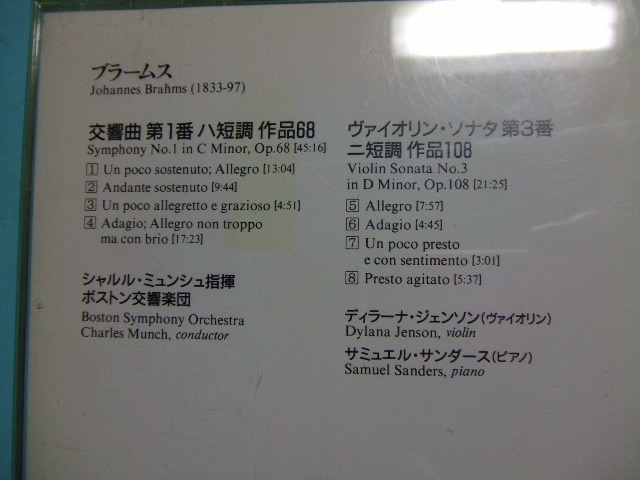 ブラームス
Johannes Brahms (1833-97)
交響曲 第1番 ハ短調 作品68
Symphony No.1 in C Minor, Op.68 [45:16]
1 Un poco sostenuto; Allegro [13:04]
2 Andante sostenuto [9:44]
3 Un poco allegretto e grazioso [4:51]
4 Adagio; Allegro non troppo
ma con brio [17:23]
シャルル・ミュンシュ指揮
ボストン交響楽団
Boston Symphony Orchestra
Charles Munch, conductor
ヴァイオリン・ソナタ 第3番
ニ短調 作品108
Violin Sonata No.3
in D Minor, Op.108 [21:25]
5 Allegro [7:57]
6 Adagio [4:45]
7 Un poco presto
e con sentimento [3:01]
8 Presto agitato [5:37]
ディラーナ・ジェンソン(ヴァイオリン)
Dylana Jenson, violin
サミュエル・サンダース(ピアノ)
Samuel Sanders, piano